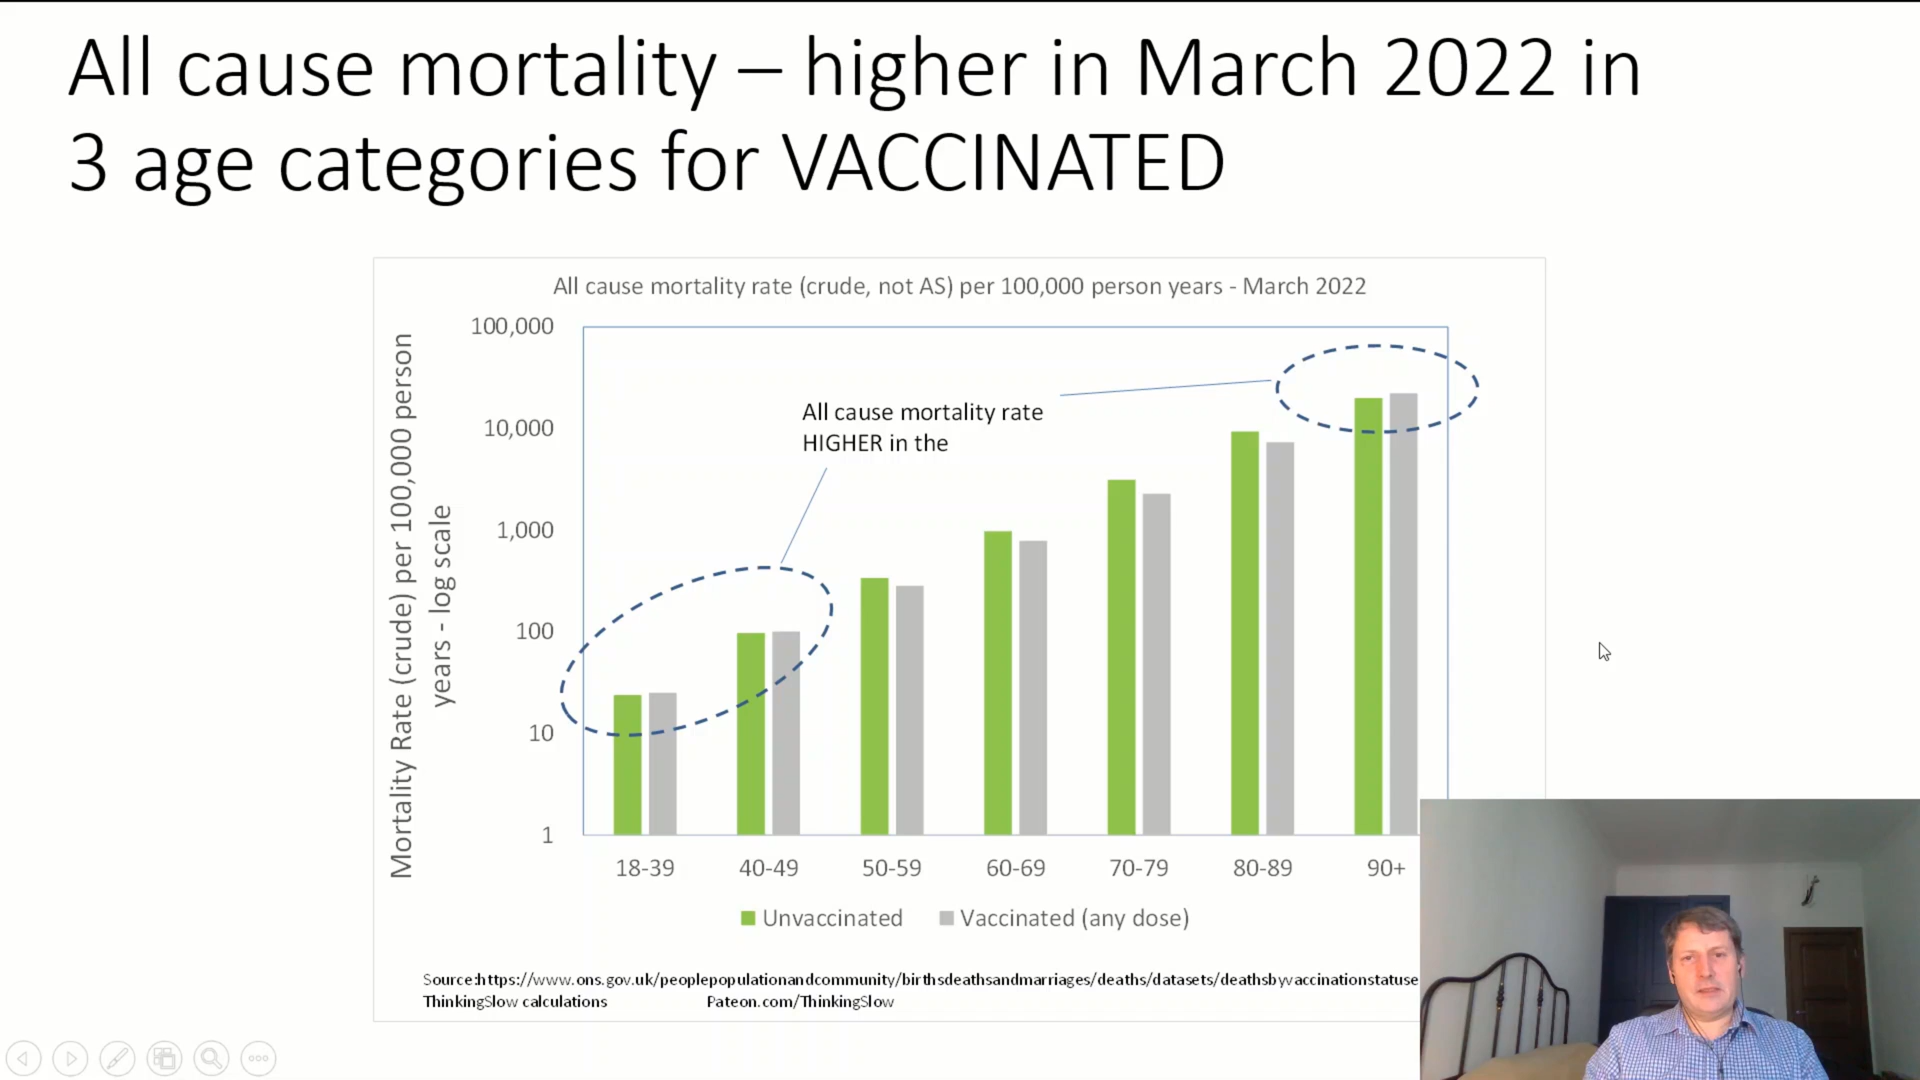 All cause mortality – higher in March 2022 in
3 age categories for VACCINATED
All cause mortality rate (crude, not AS) per 100,000 person years - March 2022
Mortality Rate (crude) per 100,000 person
years - log scale
100,000
10,000
1,000
100
10
1
All cause mortality rate
HIGHER in the
18-39 40-49 50-59 60-69 70-79 80-89 90+
Unvaccinated Vaccinated (any dose)
Source:https://www.ons.gov.uk/peoplepopulationandcommunity/birthsdeathsandmarriages/deaths/datasets/deathsbyvaccinationstatuse
ThinkingSlow calculations Pateon.com/ThinkingSlow